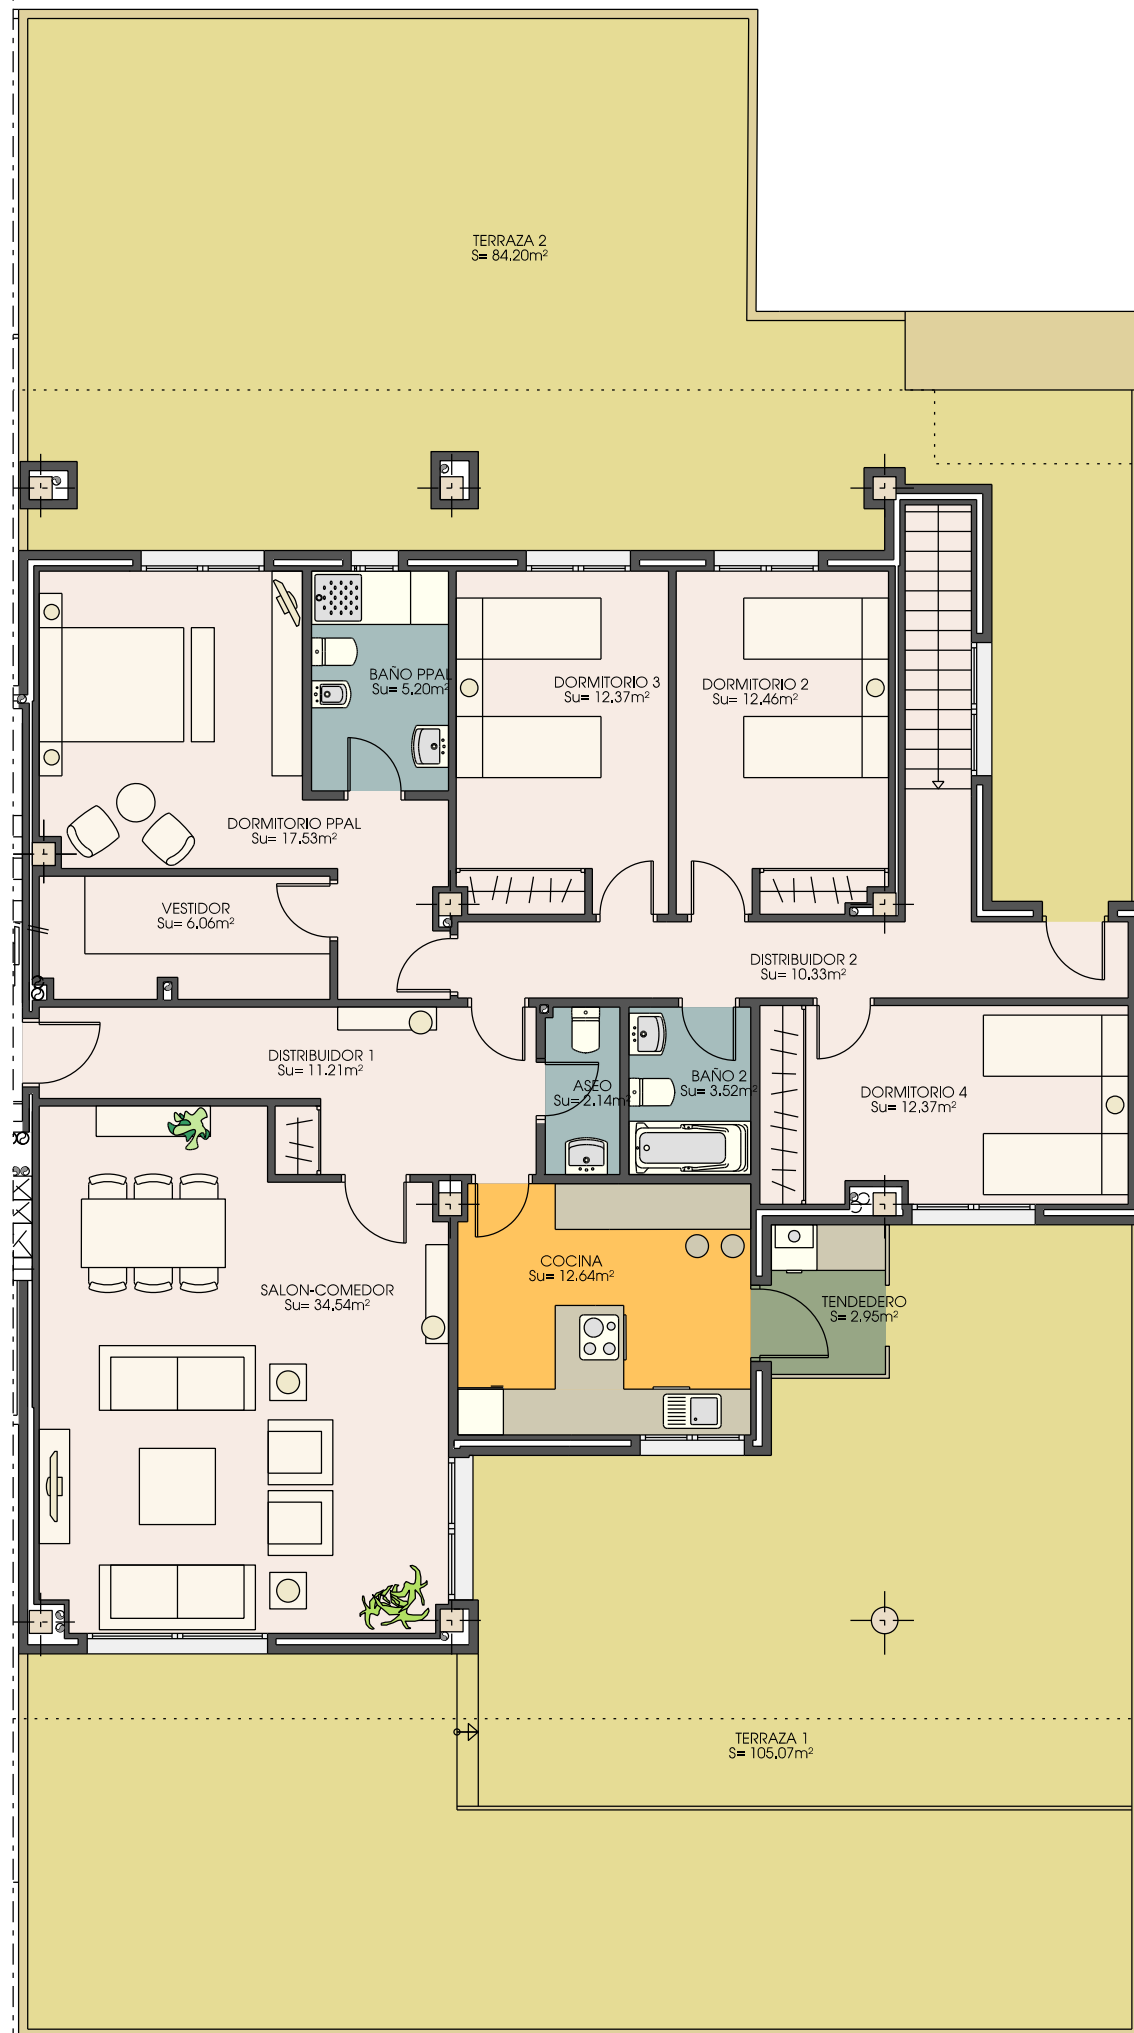 TERRAZA 2
S= 84.20m²
BAÑO PPAL
Su= 5.20m²
DORMITORIO 3
Su= 12.37m²
DORMITORIO 2
Su= 12.46m²
DORMITORIO PPAL
Su= 17.53m²
VESTIDOR
Su= 6.06m²
DISTRIBUIDOR 2
Su= 10.33m²
DISTRIBUIDOR 1
Su= 11.21m²
ASEO
Su= 2.14m²
BAÑO 2
Su= 3.52m²
DORMITORIO 4
Su= 12.37m²
COCINA
Su= 12.64m²
SALON-COMEDOR
Su= 34.54m²
TENDEDERO
S= 2.95m²
TERRAZA 1
S= 105.07m²